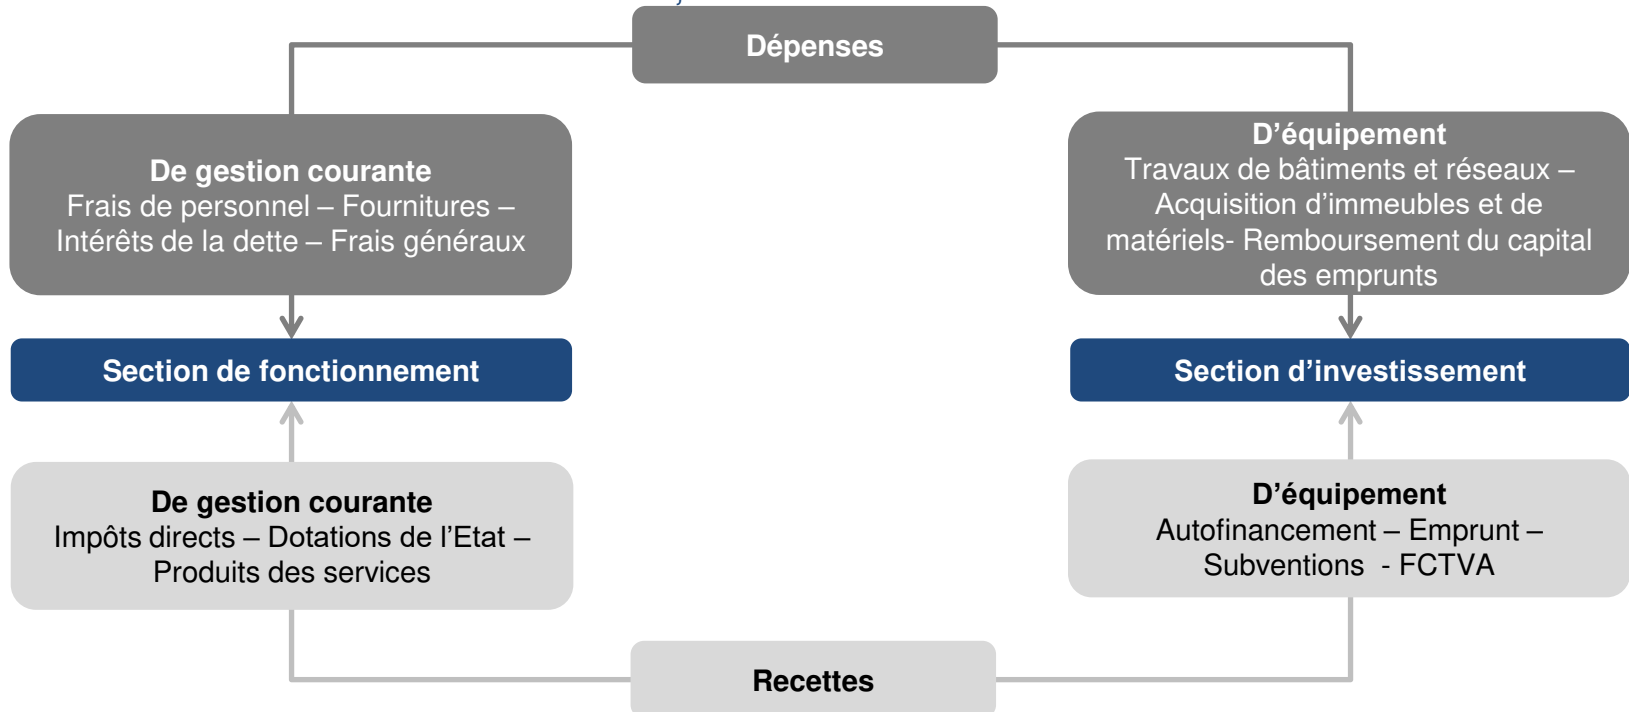 Dépenses
De gestion courante
Frais de personnel – Fournitures –
Intérêts de la dette – Frais généraux
D’équipement
Travaux de bâtiments et réseaux –
Acquisition d’immeubles et de
matériels- Remboursement du capital
des emprunts
Section de fonctionnement
Section d’investissement
De gestion courante
Impôts directs – Dotations de l’Etat –
Produits des services
D’équipement
Autofinancement – Emprunt –
Subventions - FCTVA
Recettes